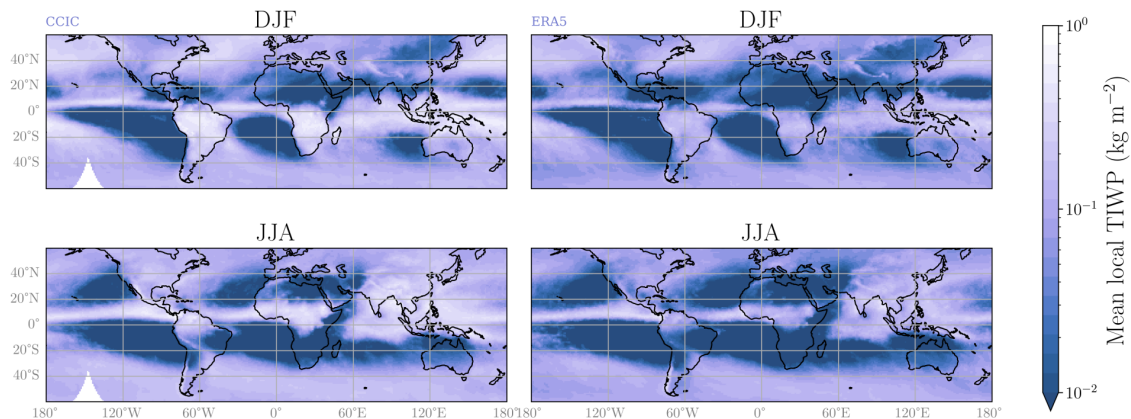 CCIC DJF ERA5 DJF
40°N
20°N
0°
20°S
40°S
JJA JJA
40°N
20°N
0°
20°S
40°S
180° 120°W 60°W 0° 60°E 120°E 180° 120°W 60°W 0° 60°E 120°E 180°
10⁰
10⁻¹
10⁻²
Mean local TIWP (kg m⁻²)